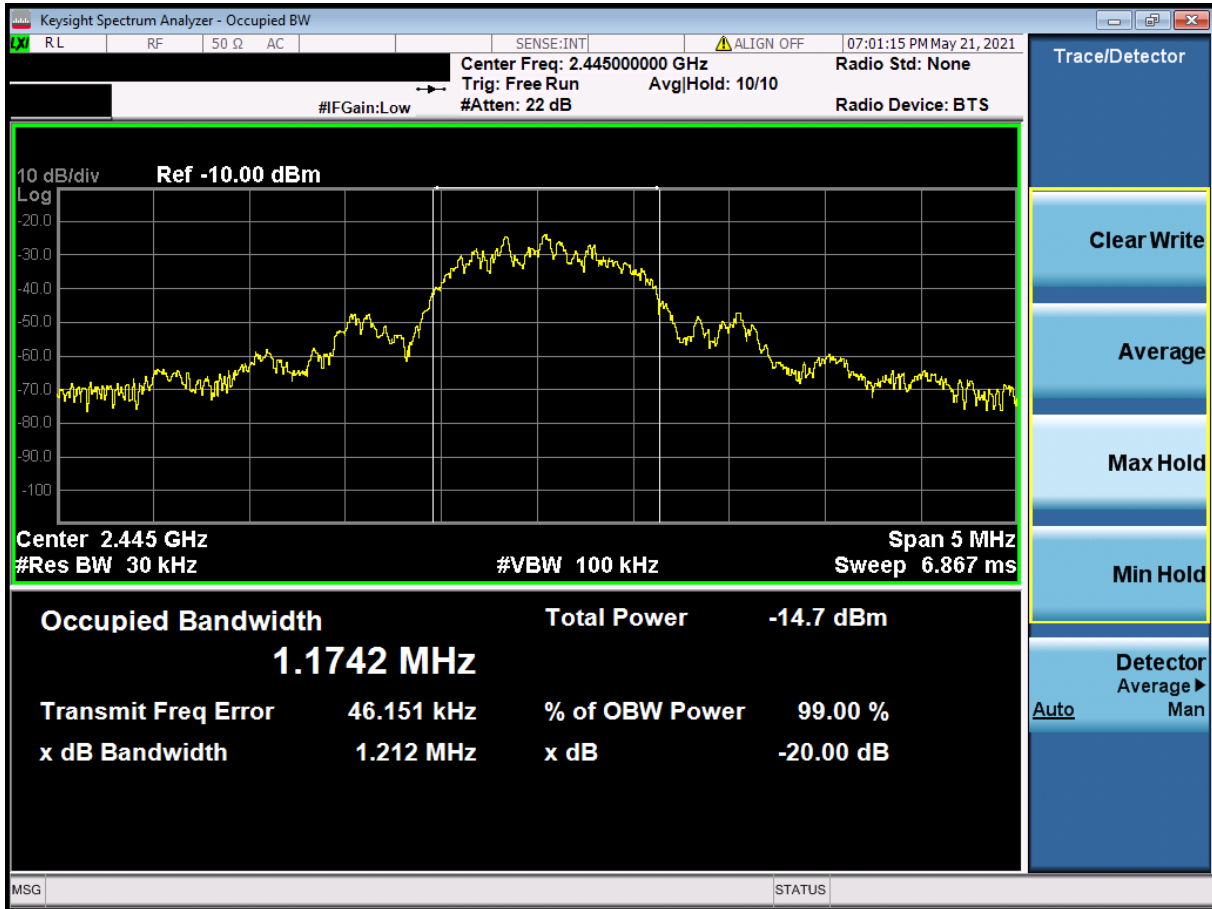 Keysight Spectrum Analyzer - Occupied BW
LXI RL RF 50 Ω AC SENSE:INT ALIGN OFF 07:01:15 PM May 21, 2021
Center Freq: 2.445000000 GHz Radio Std: None
Trig: Free Run Avg|Hold: 10/10
#IFGain:Low #Atten: 22 dB Radio Device: BTS
10 dB/div Ref -10.00 dBm
Log
-20.0
-30.0
-40.0
-50.0
-60.0
-70.0
-80.0
-90.0
-100
Center 2.445 GHz Span 5 MHz
#Res BW 30 kHz #VBW 100 kHz Sweep 6.867 ms
Occupied Bandwidth Total Power -14.7 dBm
1.1742 MHz
Transmit Freq Error 46.151 kHz % of OBW Power 99.00 %
x dB Bandwidth 1.212 MHz x dB -20.00 dB
MSG STATUS
Trace/Detector
Clear Write
Average
Max Hold
Min Hold
Detector
Average
Auto Man